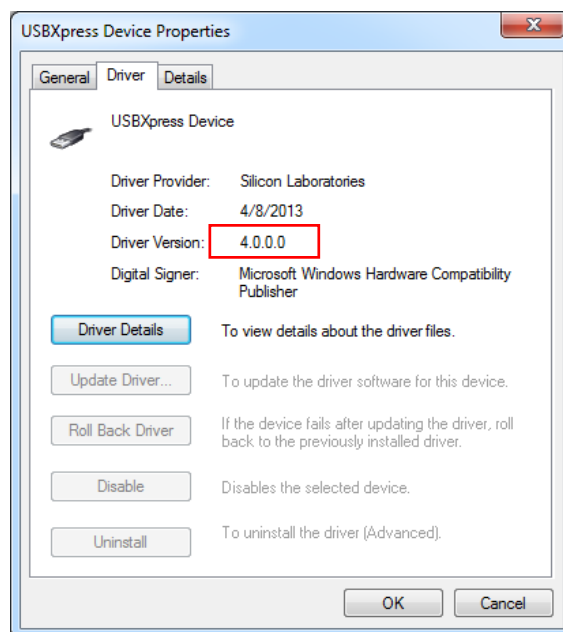 USBXpress Device Properties
General Driver Details
USBXpress Device
Driver Provider: Silicon Laboratories
Driver Date: 4/8/2013
Driver Version: 4.0.0.0
Digital Signer: Microsoft Windows Hardware Compatibility
Publisher
Driver Details To view details about the driver files.
Update Driver... To update the driver software for this device.
Roll Back Driver If the device fails after updating the driver, roll
back to the previously installed driver.
Disable Disables the selected device.
Uninstall To uninstall the driver (Advanced).
OK Cancel